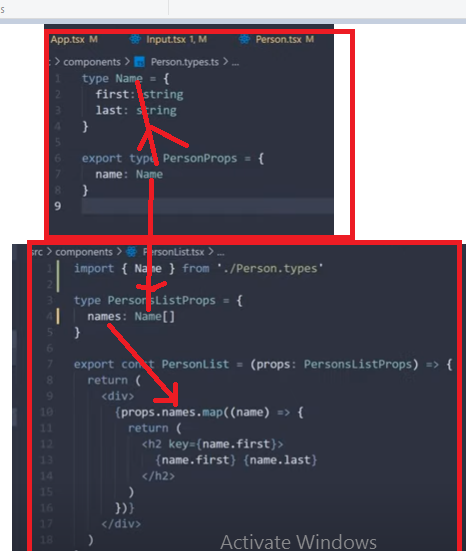 s
App.tsx M Input.tsx 1, M Person.tsx M
> components > Person.types.ts > ...
1 type Name = {
2 first: string
3 last: string
4 }
5
6 export type PersonProps = {
7 name: Name
8 }
9
src > components > PersonList.tsx > ...
1 import { Name } from './Person.types'
2
3 type PersonsListProps = {
4 names: Name[]
5 }
6
7 export const PersonList = (props: PersonsListProps) => {
8 return (
9 <div>
10 {props.names.map((name) => {
11 return (
12 <h2 key={name.first}>
13 {name.first} {name.last}
14 </h2>
15 )
16 })}
17 </div>
18 )
Activate Windows